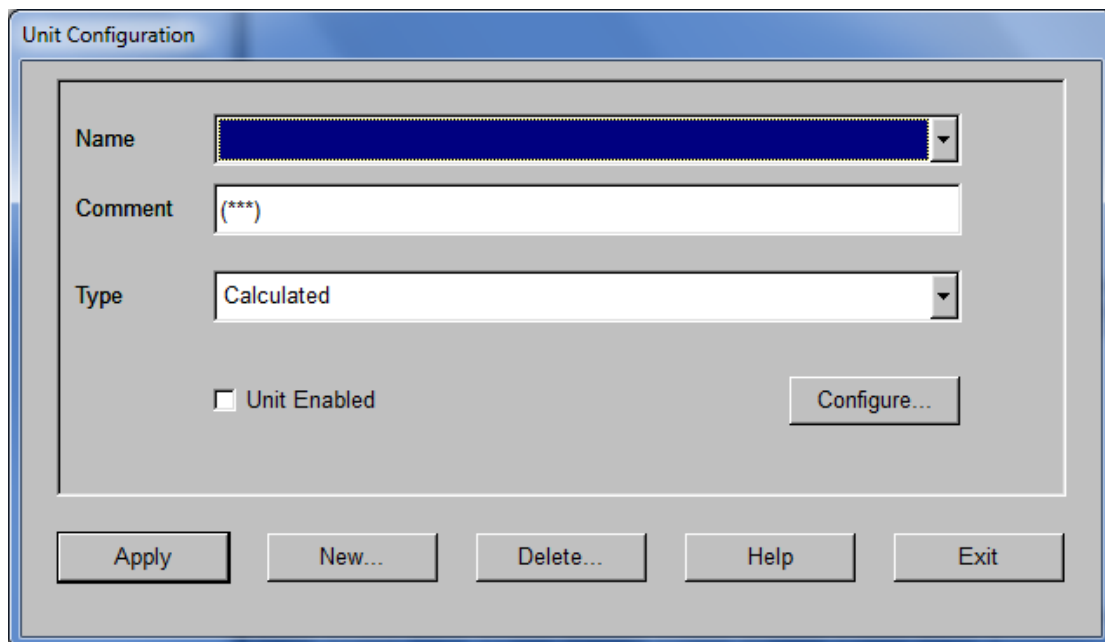 Unit Configuration
Name
Comment (***)
Type Calculated
Unit Enabled Configure...
Apply New... Delete... Help Exit